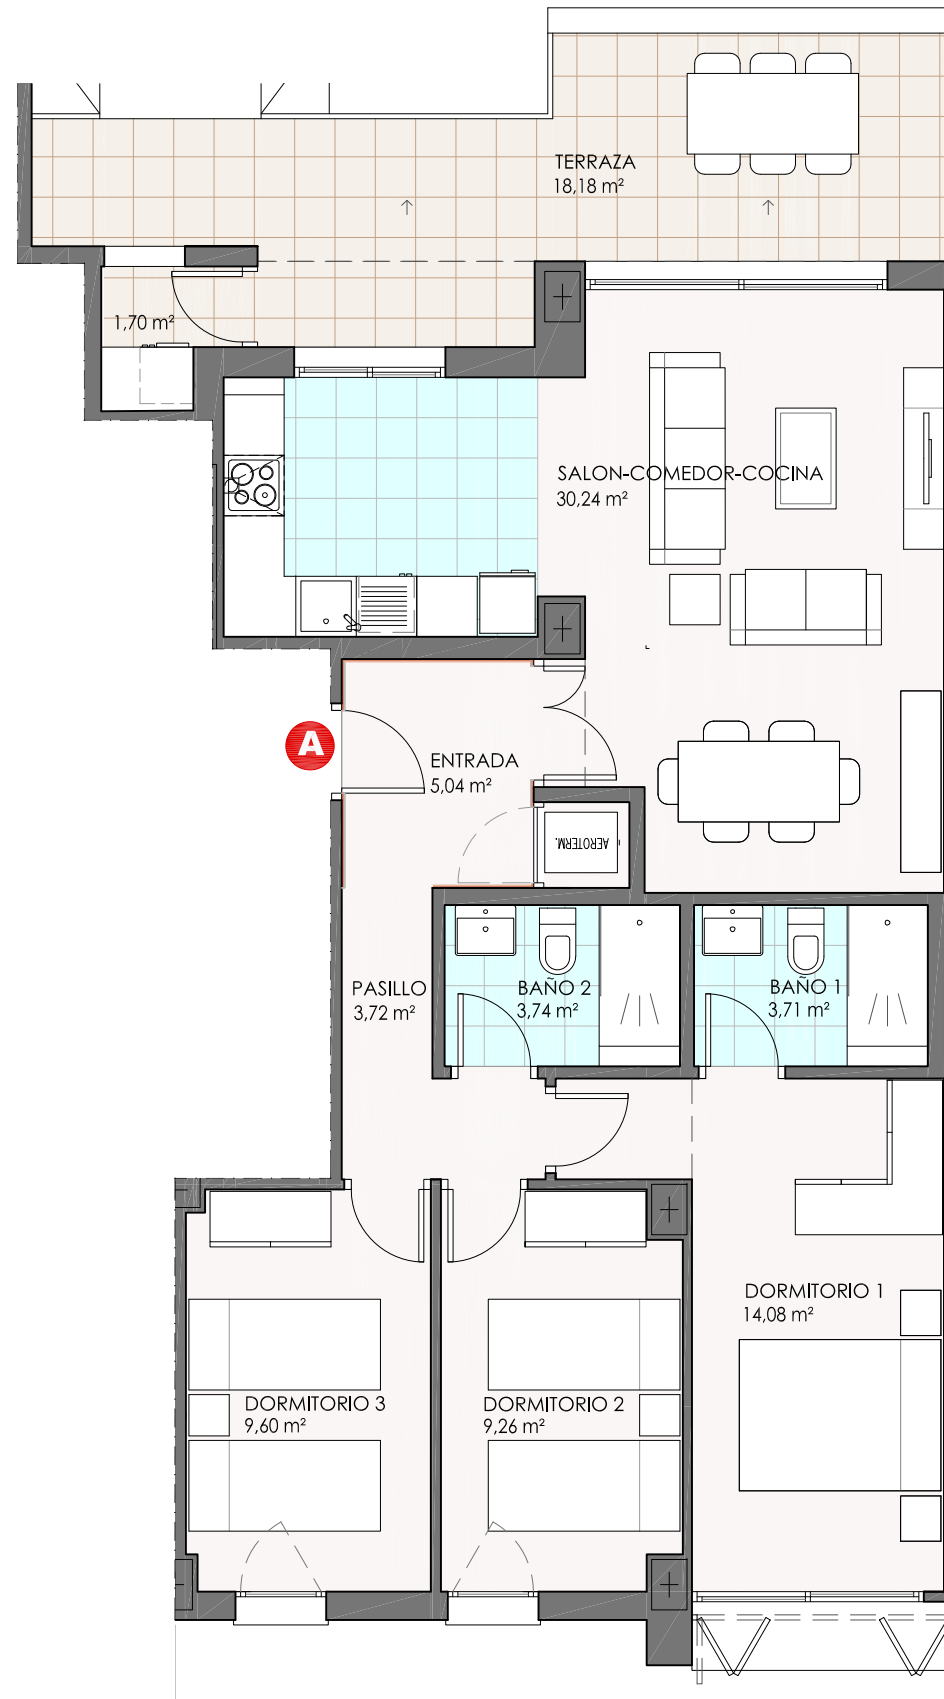 TERRAZA
18,18 m²
1,70 m²
SALON-COMEDOR-COCINA
30,24 m²
A
ENTRADA
5,04 m²
AEROTERM.
PASILLO
3,72 m²
BAÑO 2
3,74 m²
BAÑO 1
3,71 m²
DORMITORIO 1
14,08 m²
DORMITORIO 3
9,60 m²
DORMITORIO 2
9,26 m²